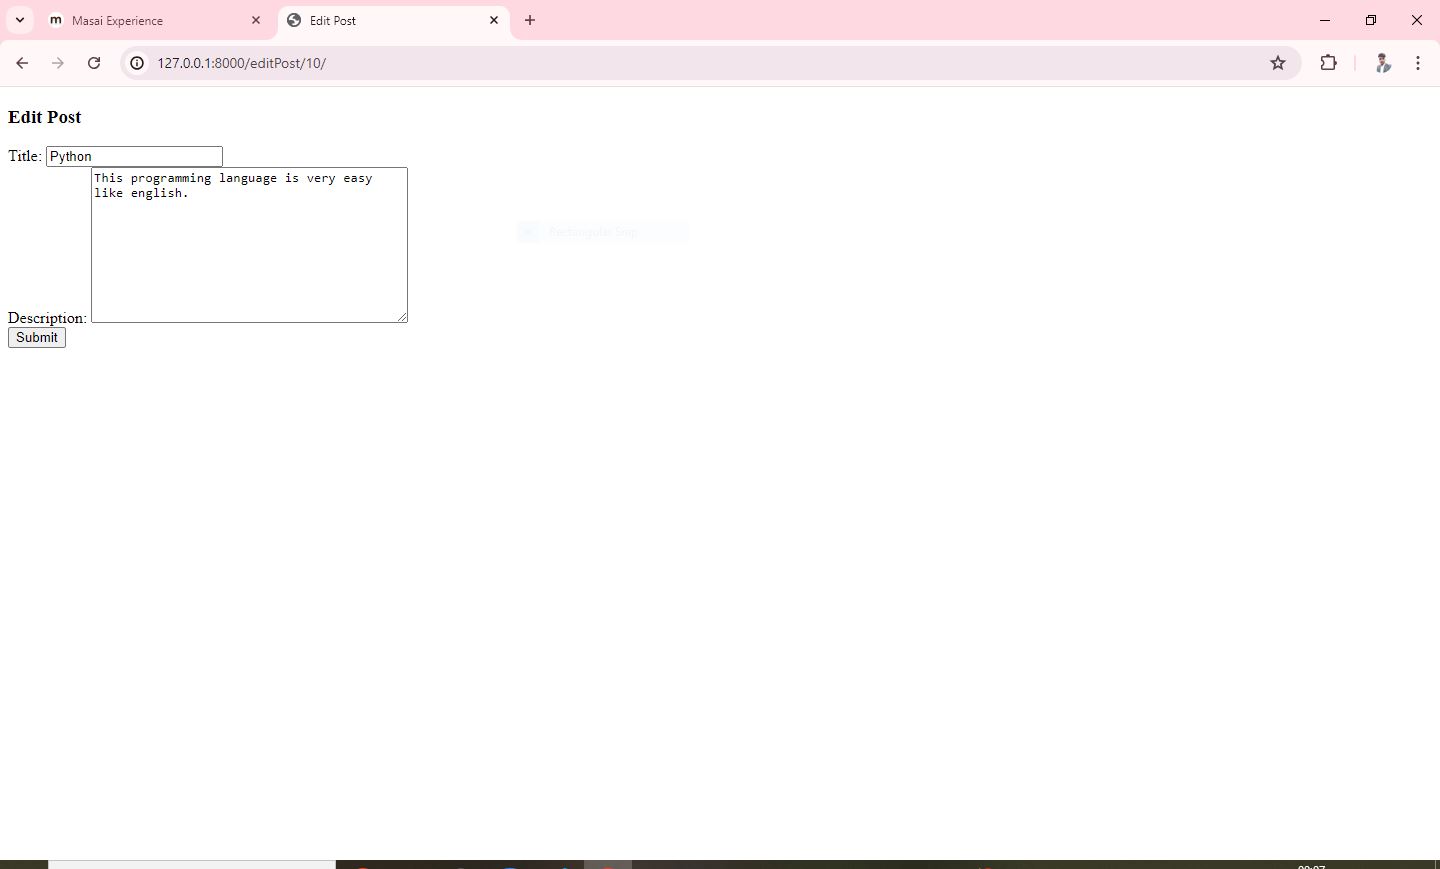 m Masai Experience
Edit Post
127.0.0.1:8000/editPost/10/
Edit Post
Title: Python
This programming language is very easy
like english.
Rectangular Snip
Description:
Submit